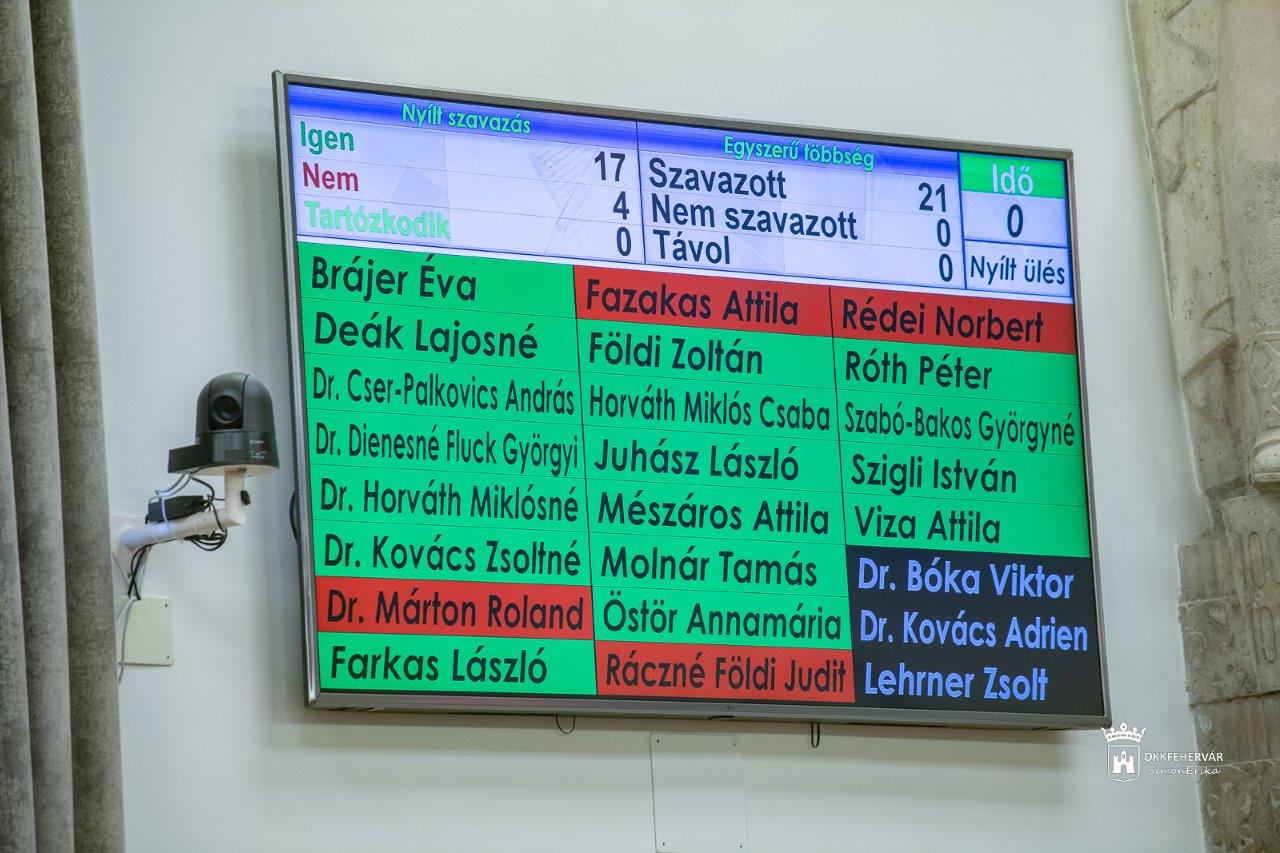 Nyílt szavazás
Igen 17
Nem 4
Tartózkodik 0
Egyszerű többség
Szavazott 21
Nem szavazott 0
Távol 0
Idő
0
Nyílt ülés
Brájer Éva
Deák Lajosné
Dr. Cser-Palkovics András
Dr. Dienesné Fluck Györgyi
Dr. Horváth Miklósné
Dr. Kovács Zsoltné
Dr. Márton Roland
Farkas László
Fazakas Attila
Földi Zoltán
Horváth Miklós Csaba
Juhász László
Mészáros Attila
Molnár Tamás
Östör Annamária
Ráczné Földi Judit
Rédei Norbert
Róth Péter
Szabó-Bakos Györgyné
Szigli István
Viza Attila
Dr. Bóka Viktor
Dr. Kovács Adrien
Lehrner Zsolt
SONY
LG
ÖKKFEHÉRVÁR
SimonErika